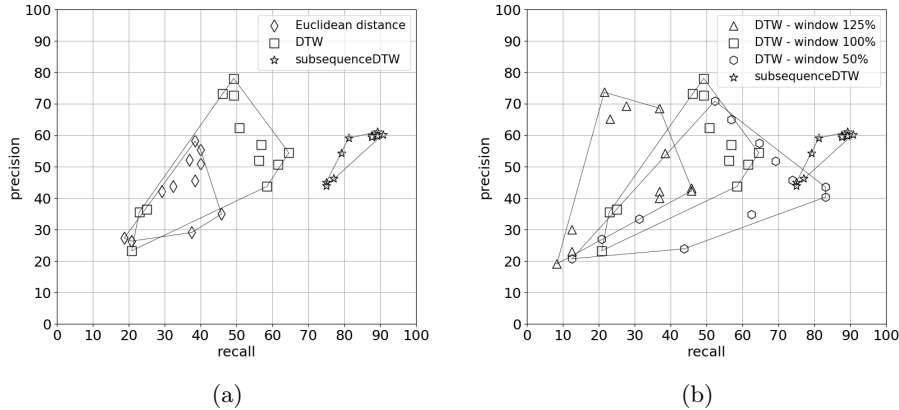 100
90
80
70
60
50
40
30
20
10
0
precision
0 10 20 30 40 50 60 70 80 90 100
recall
Euclidean distance
DTW
subsequenceDTW
(a)
100
90
80
70
60
50
40
30
20
10
0
precision
0 10 20 30 40 50 60 70 80 90 100
recall
DTW - window 125%
DTW - window 100%
DTW - window 50%
subsequenceDTW
(b)